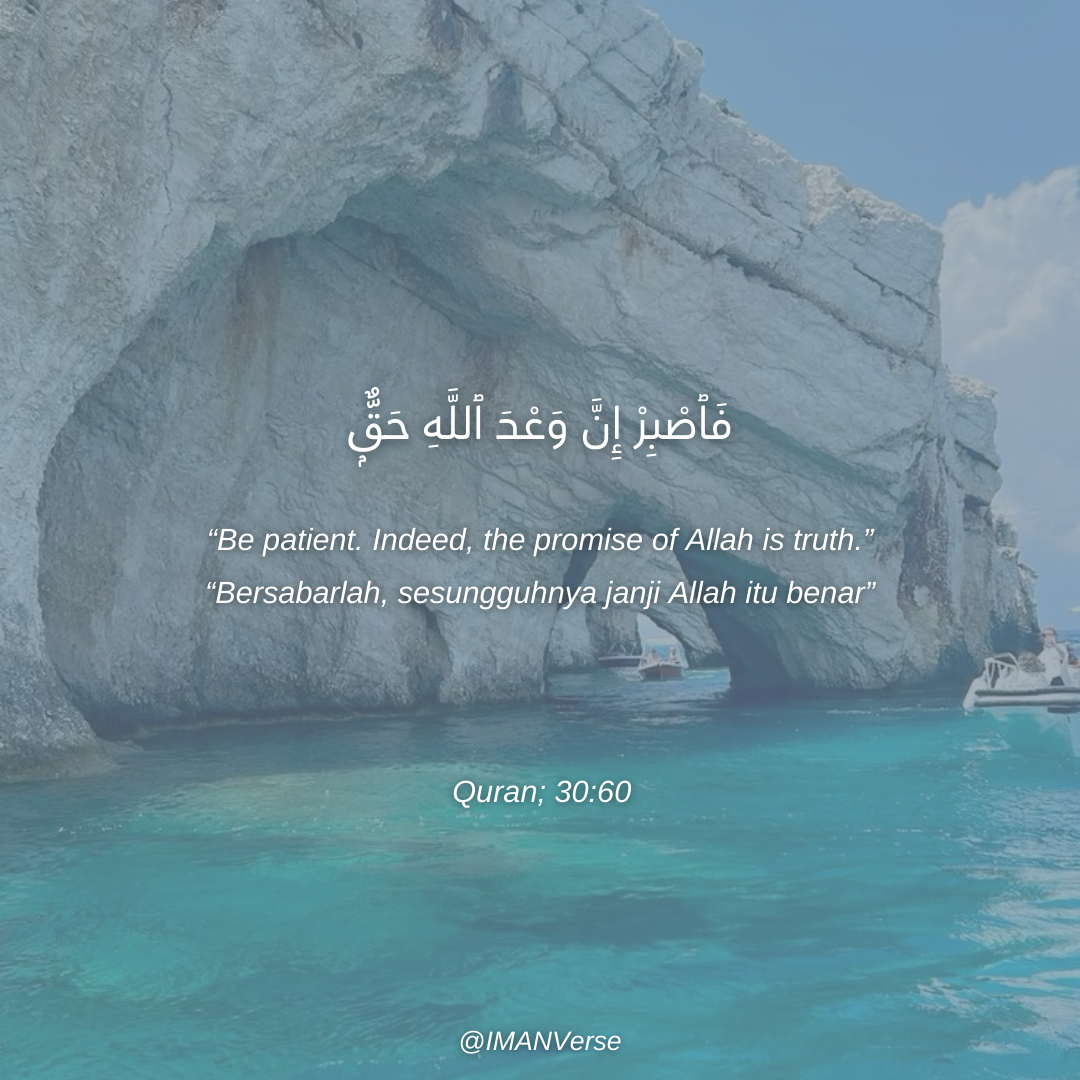 فَٱصْبِرْ إِنَّ وَعْدَ ٱللَّهِ حَقٌّۭ
“Be patient. Indeed, the promise of Allah is truth.”
“Bersabarlah, sesungguhnya janji Allah itu benar”
Quran; 30:60
@IMANVerse